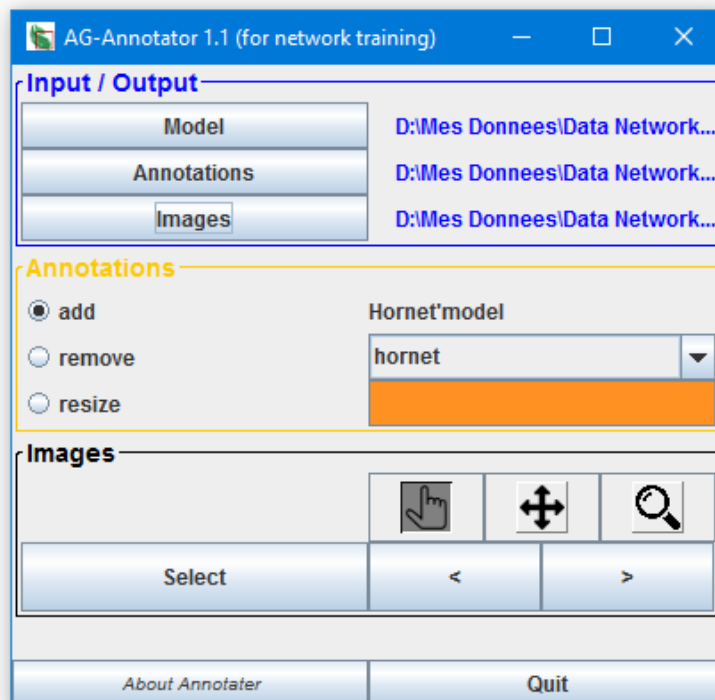 AG-Annotator 1.1 (for network training)
Input / Output
Model D:\Mes Donnees\Data Network...
Annotations D:\Mes Donnees\Data Network...
Images D:\Mes Donnees\Data Network...
Annotations
add Hornet'model
remove hornet
resize
Images
Select < >
About Annotater Quit